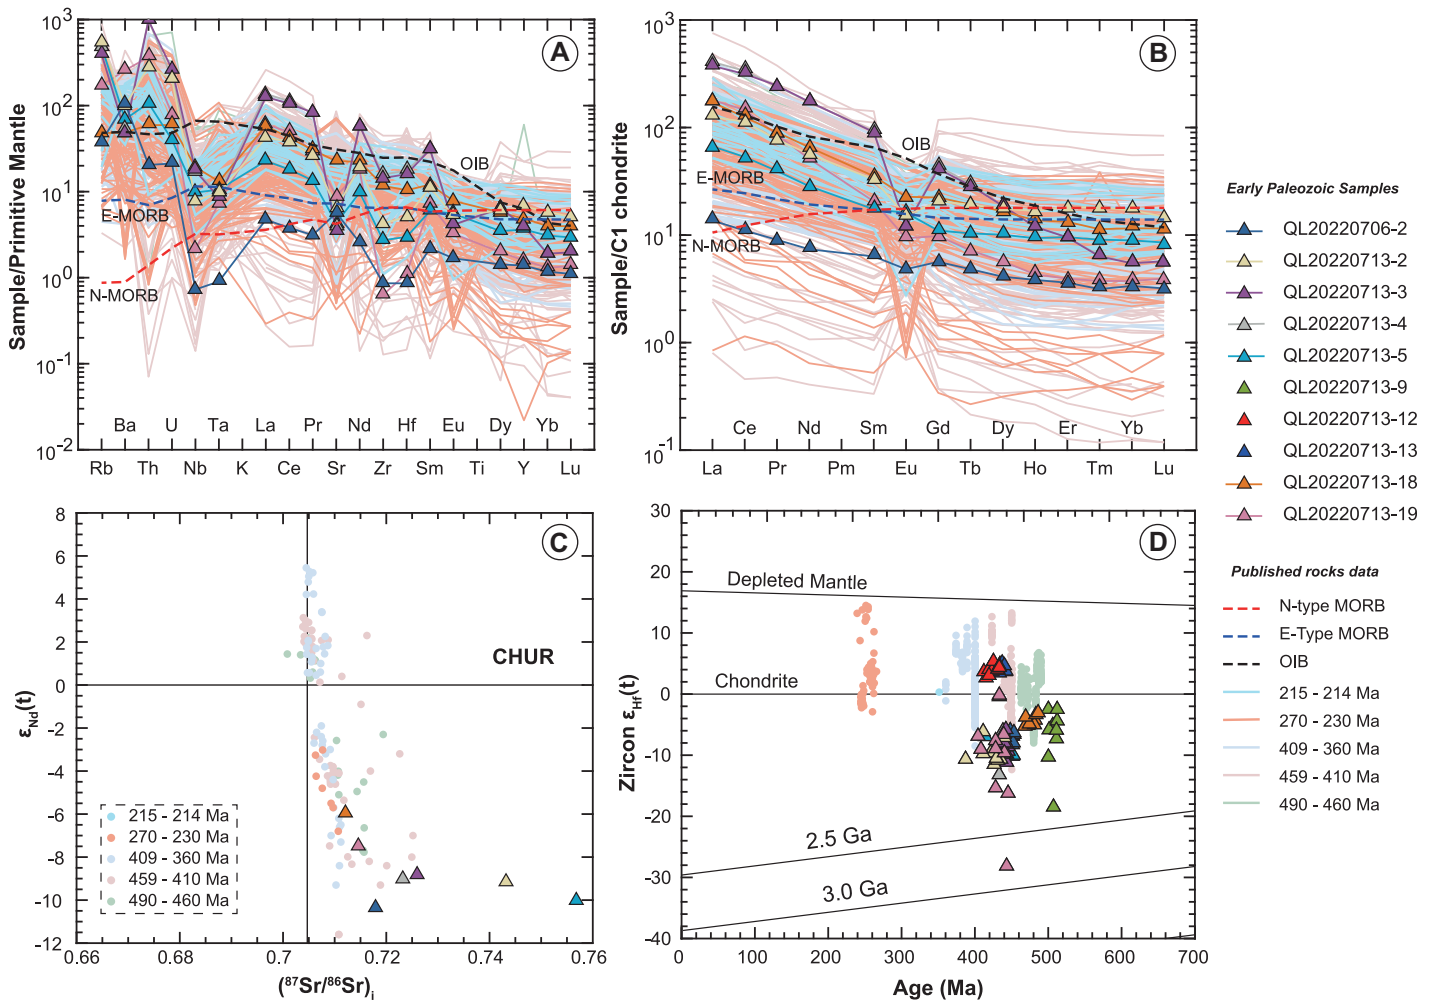 A
Sample/Primitive Mantle
10³
10²
10¹
10⁰
10⁻¹
10⁻²
OIB
E-MORB
N-MORB
Ba Th U Nb Ta K La Ce Pr Sr Nd Zr Hf Sm Eu Ti Dy Y Yb Lu
Rb
B
Sample/C1 chondrite
10³
10²
10¹
10⁰
10⁻¹
OIB
E-MORB
N-MORB
Ce Nd Sm Gd Dy Er Yb
La Pr Pm Eu Tb Ho Tm Lu
Early Paleozoic Samples
QL20220706-2
QL20220713-2
QL20220713-3
QL20220713-4
QL20220713-5
QL20220713-9
QL20220713-12
QL20220713-13
QL20220713-18
QL20220713-19
Published rocks data
N-type MORB
E-Type MORB
OIB
215 - 214 Ma
270 - 230 Ma
409 - 360 Ma
459 - 410 Ma
490 - 460 Ma
C
εNd(t)
8
6
4
2
0
-2
-4
-6
-8
-10
-12
CHUR
215 - 214 Ma
270 - 230 Ma
409 - 360 Ma
459 - 410 Ma
490 - 460 Ma
0.66 0.68 0.70 0.72 0.74 0.76
(⁸⁷Sr/⁸⁶Sr)i
D
Zircon εHf(t)
30
20
10
0
-10
-20
-30
-40
Depleted Mantle
Chondrite
2.5 Ga
3.0 Ga
0 100 200 300 400 500 600 700
Age (Ma)